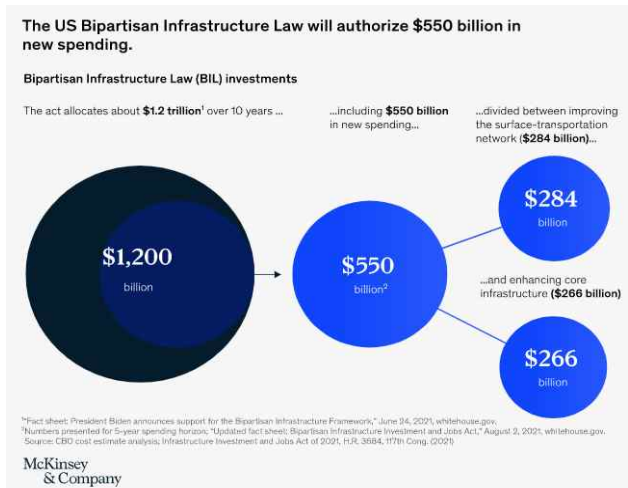 The US Bipartisan Infrastructure Law will authorize $550 billion in
new spending.
Bipartisan Infrastructure Law (BIL) investments
The act allocates about $1.2 trillion¹ over 10 years ...
...including $550 billion
in new spending...
...divided between improving
the surface-transportation
network ($284 billion)...
$1,200
billion
$550
billion²
$284
billion
...and enhancing core
infrastructure ($266 billion)
$266
billion
¹"Fact sheet: President Biden announces support for the Bipartisan Infrastructure Framework," June 24, 2021, whitehouse.gov.
²Numbers presented for 5-year spending horizon; "Updated fact sheet: Bipartisan Infrastructure Investment and Jobs Act," August 2, 2021, whitehouse.gov.
Source: CBO cost estimate analysis; Infrastructure Investment and Jobs Act of 2021, H.R. 3684, 117th Cong. (2021)
McKinsey
& Company